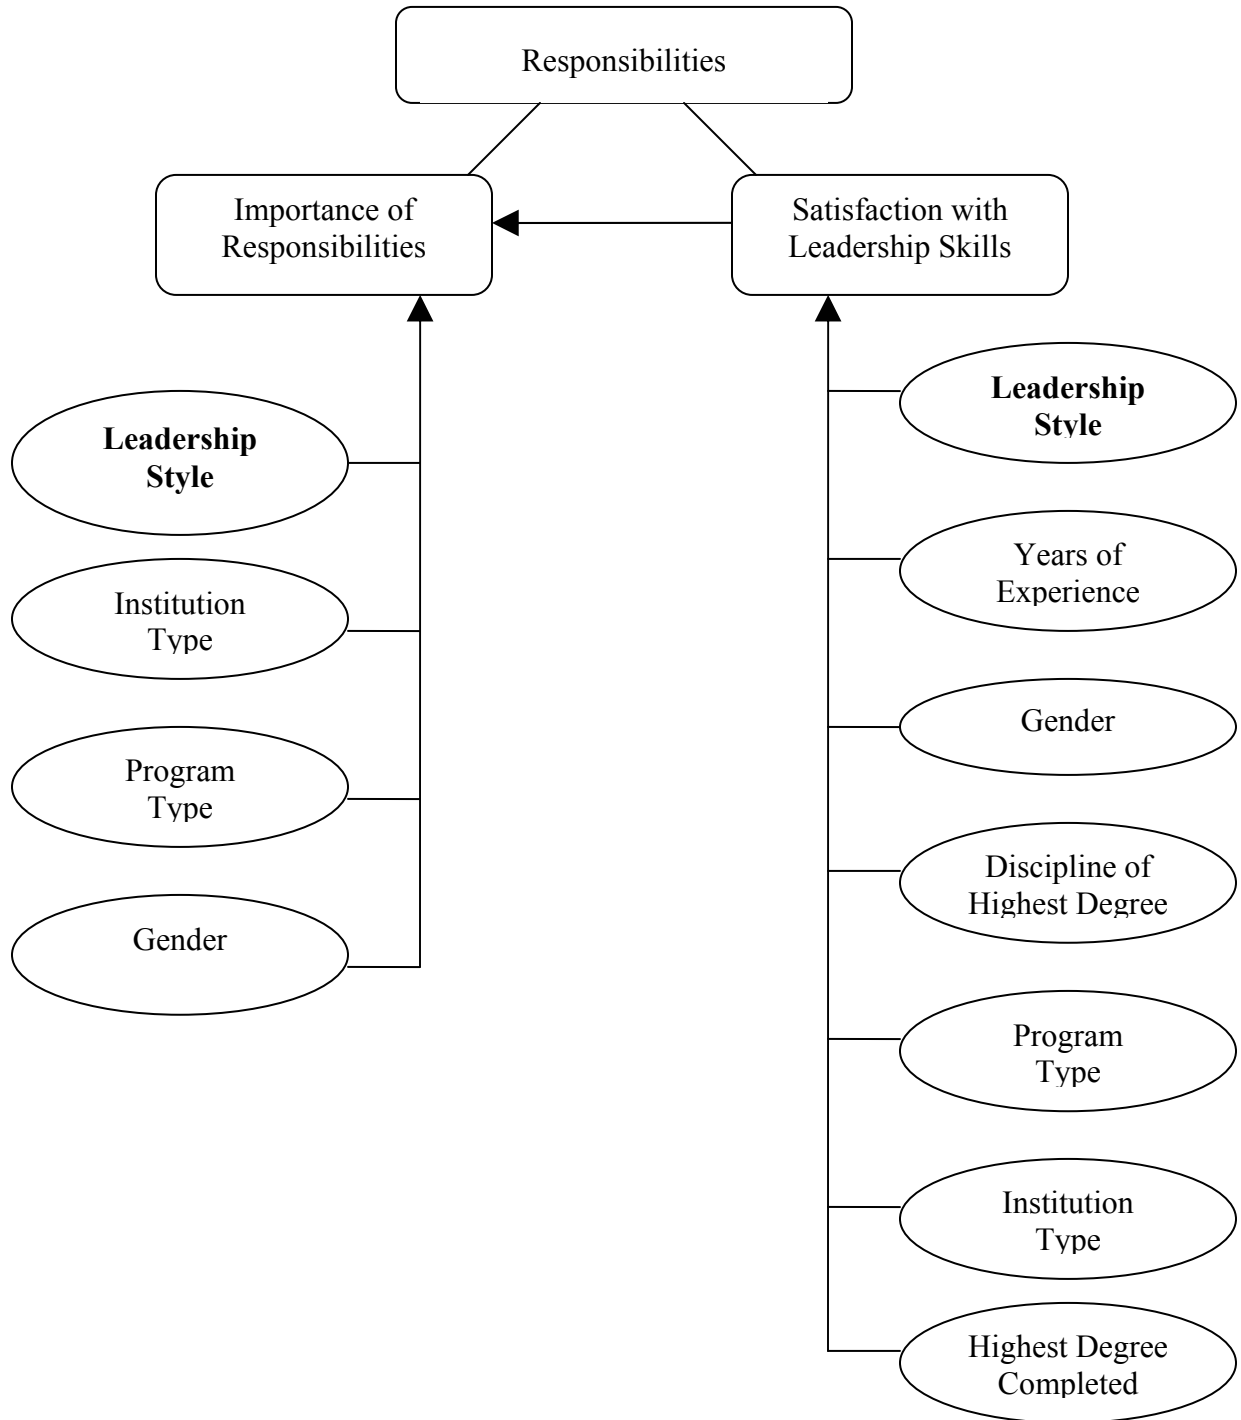 Responsibilities
Importance of
Responsibilities
Satisfaction with
Leadership Skills
Leadership
Style
Institution
Type
Program
Type
Gender
Leadership
Style
Years of
Experience
Gender
Discipline of
Highest Degree
Program
Type
Institution
Type
Highest Degree
Completed